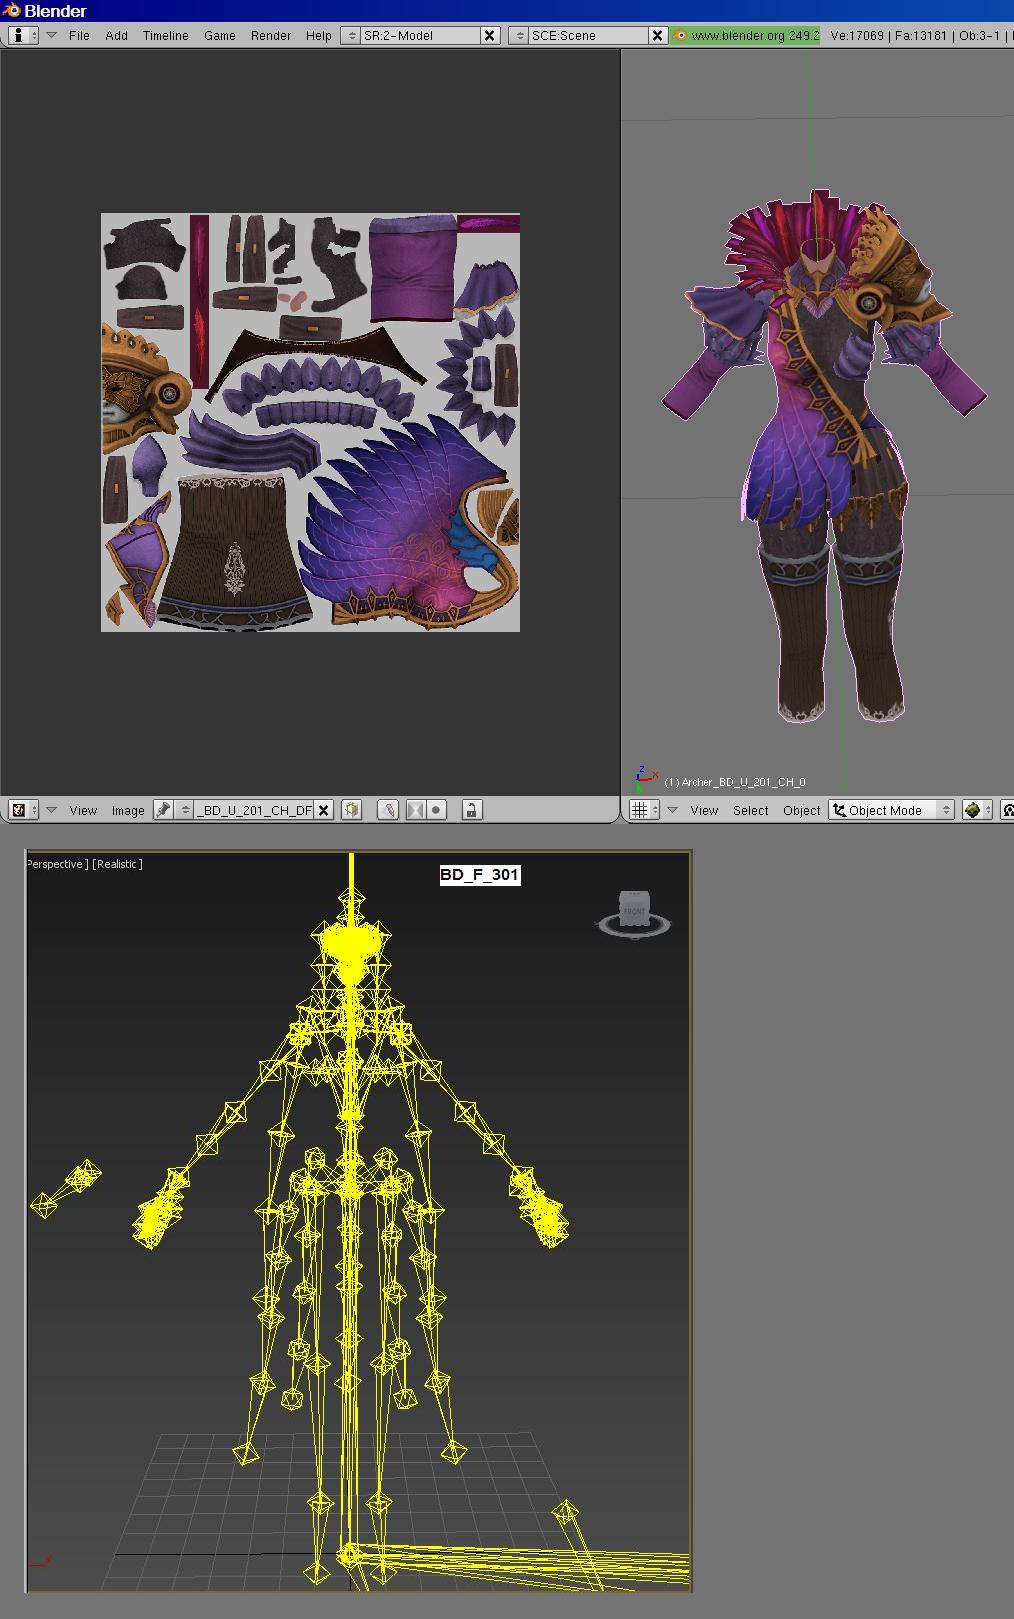 Blender
File Add Timeline Game Render Help SR:2-Model SCE:Scene www.blender.org 249.2 Ve:17069 | Fa:13181 | Ob:3-1 |
z
x
(1) Archer_BD_U_201_CH_0
View Image _BD_U_201_CH_DF View Select Object Object Mode
Perspective ] [Realistic ]
BD_F_301
FRONT
x